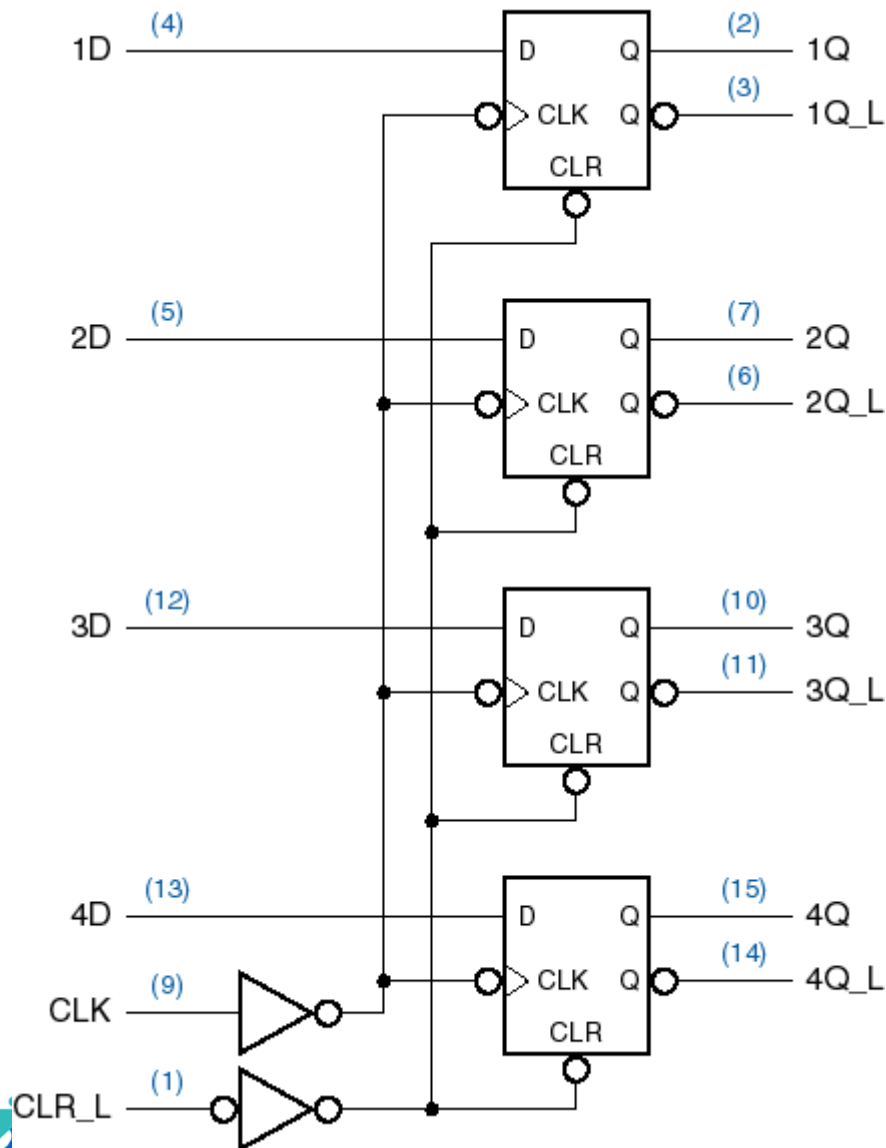 1D (4) D Q (2) 1Q
CLK Q (3) 1Q_L
CLR
2D (5) D Q (7) 2Q
CLK Q (6) 2Q_L
CLR
3D (12) D Q (10) 3Q
CLK Q (11) 3Q_L
CLR
4D (13) D Q (15) 4Q
CLK Q (14) 4Q_L
CLK (9)
CLR
CLR_L (1)